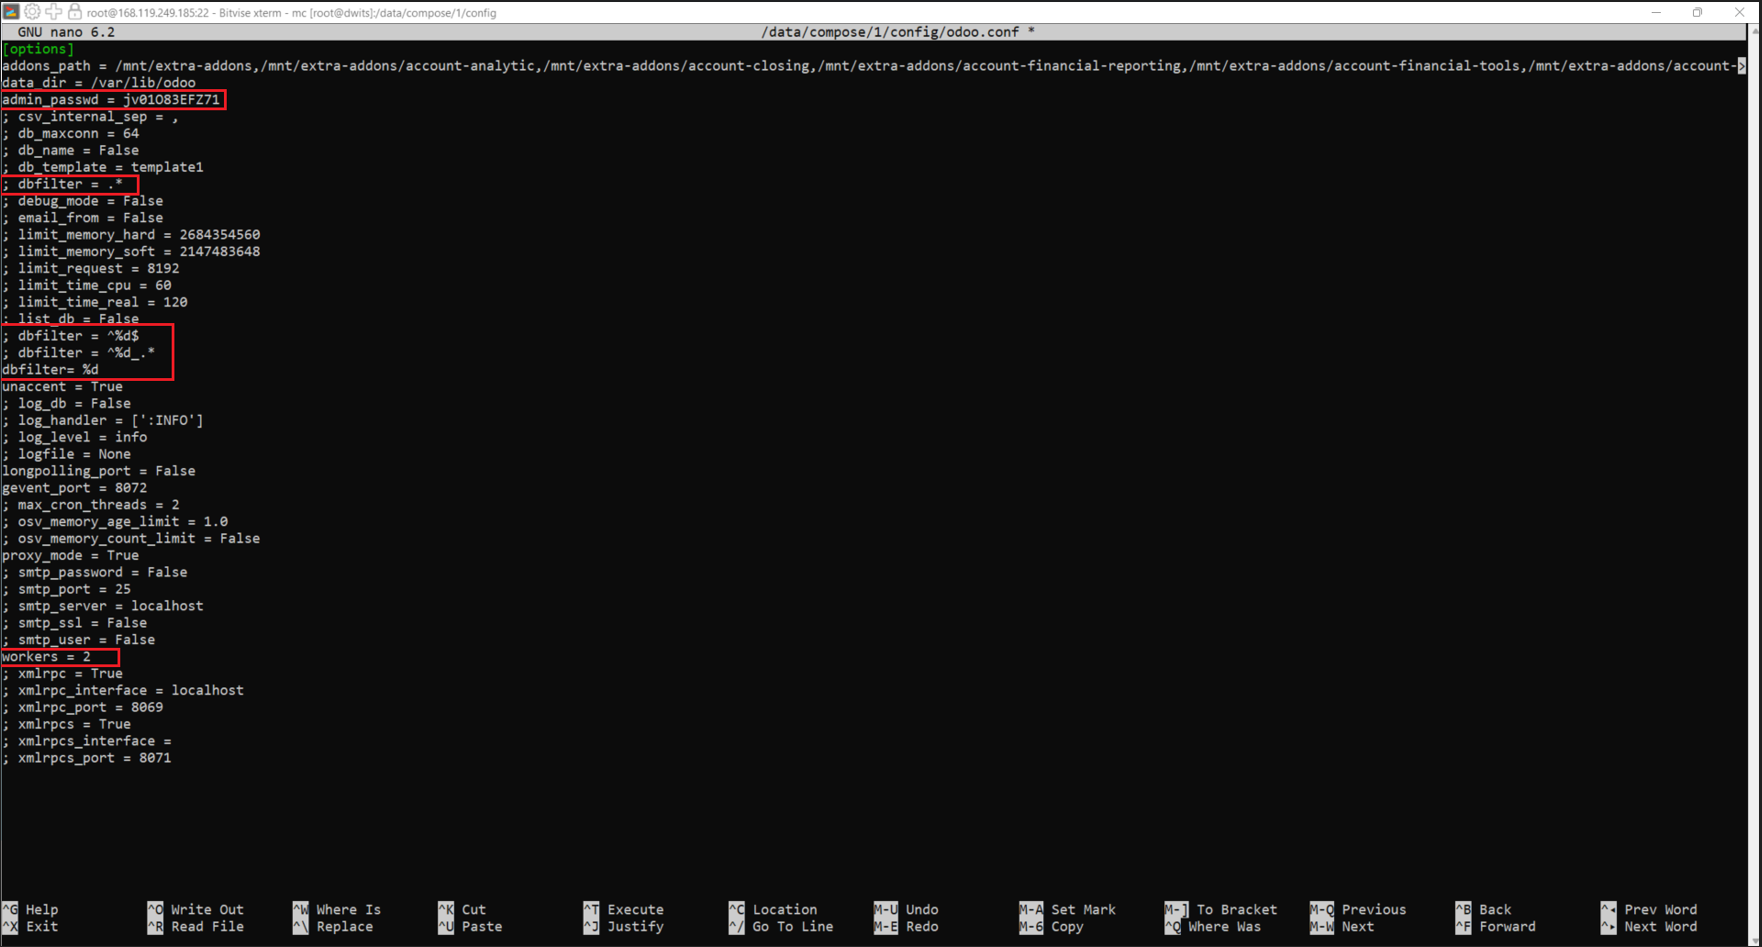 root@168.119.249.185:22 - Bitvise xterm - mc [root@dwits]:/data/compose/1/config
GNU nano 6.2 /data/compose/1/config/odoo.conf *
[options]
addons_path = /mnt/extra-addons,/mnt/extra-addons/account-analytic,/mnt/extra-addons/account-closing,/mnt/extra-addons/account-financial-reporting,/mnt/extra-addons/account-financial-tools,/mnt/extra-addons/account->
data_dir = /var/lib/odoo
admin_passwd = jv01O83EFZ71
; csv_internal_sep = ,
; db_maxconn = 64
; db_name = False
; db_template = template1
; dbfilter = .*
; debug_mode = False
; email_from = False
; limit_memory_hard = 2684354560
; limit_memory_soft = 2147483648
; limit_request = 8192
; limit_time_cpu = 60
; limit_time_real = 120
; list_db = False
; dbfilter = ^%d$
; dbfilter = ^%d_.*
dbfilter= %d
unaccent = True
; log_db = False
; log_handler = [':INFO']
; log_level = info
; logfile = None
longpolling_port = False
gevent_port = 8072
; max_cron_threads = 2
; osv_memory_age_limit = 1.0
; osv_memory_count_limit = False
proxy_mode = True
; smtp_password = False
; smtp_port = 25
; smtp_server = localhost
; smtp_ssl = False
; smtp_user = False
workers = 2
; xmlrpc = True
; xmlrpc_interface = localhost
; xmlrpc_port = 8069
; xmlrpcs = True
; xmlrpcs_interface =
; xmlrpcs_port = 8071
^G Help ^O Write Out ^W Where Is ^K Cut ^T Execute ^C Location M-U Undo M-A Set Mark M-] To Bracket M-Q Previous ^B Back ^◂ Prev Word
^X Exit ^R Read File ^\ Replace ^U Paste ^J Justify ^/ Go To Line M-E Redo M-6 Copy ^Q Where Was M-W Next ^F Forward ^▸ Next Word